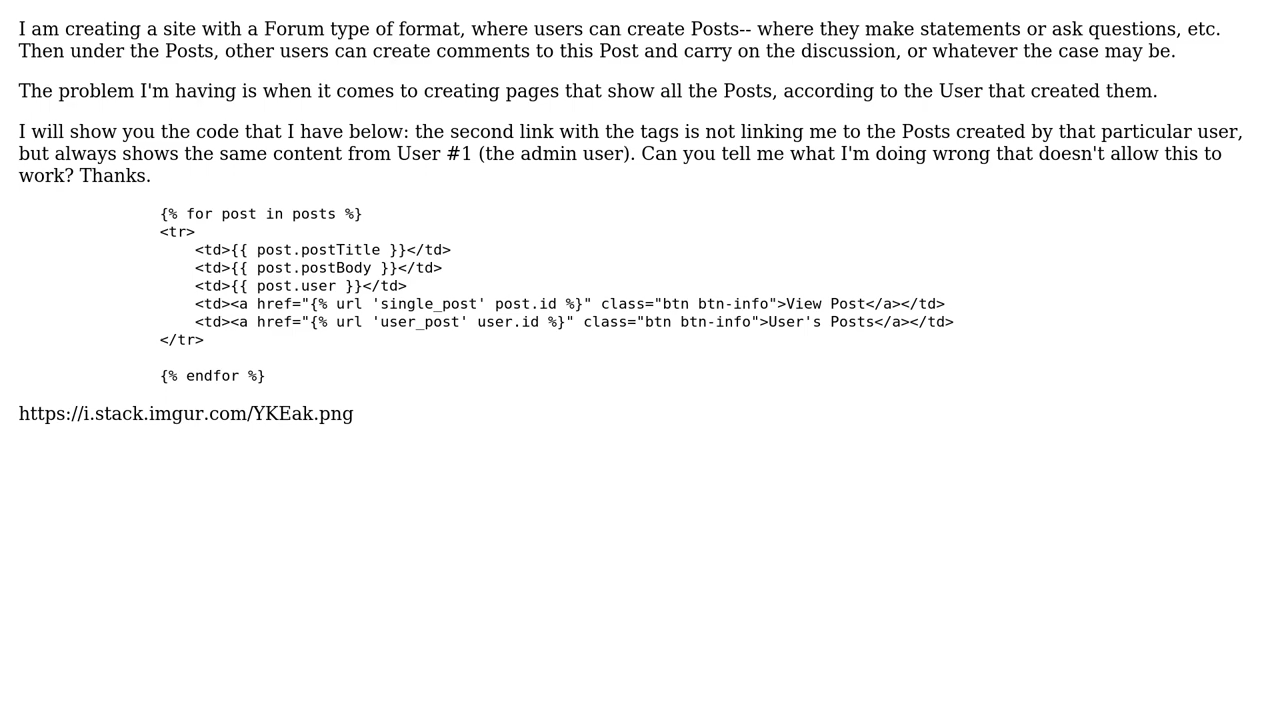 I am creating a site with a Forum type of format, where users can create Posts-- where they make statements or ask questions, etc.
Then under the Posts, other users can create comments to this Post and carry on the discussion, or whatever the case may be.
The problem I'm having is when it comes to creating pages that show all the Posts, according to the User that created them.
I will show you the code that I have below: the second link with the tags is not linking me to the Posts created by that particular user,
but always shows the same content from User #1 (the admin user). Can you tell me what I'm doing wrong that doesn't allow this to
work? Thanks.
{% for post in posts %}
<tr>
    <td>{{ post.postTitle }}</td>
    <td>{{ post.postBody }}</td>
    <td>{{ post.user }}</td>
    <td><a href="{% url 'single_post' post.id %}" class="btn btn-info">View Post</a></td>
    <td><a href="{% url 'user_post' user.id %}" class="btn btn-info">User's Posts</a></td>
</tr>
{% endfor %}
https://i.stack.imgur.com/YKEak.png